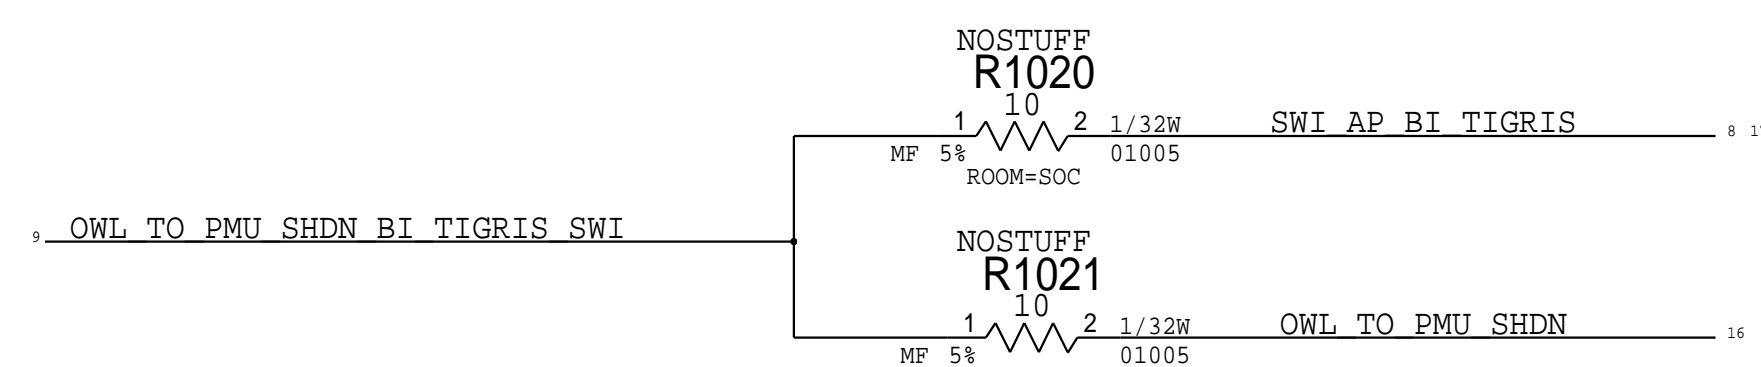 NOSTUFF
R1020
10
1 2 1/32W SWI_AP_BI_TIGRIS 8
MF 5% 01005
ROOM=SOC
9 OWL_TO_PMU_SHDN_BI_TIGRIS_SWI
NOSTUFF
R1021
10
1 2 1/32W OWL_TO_PMU_SHDN 16
MF 5% 01005